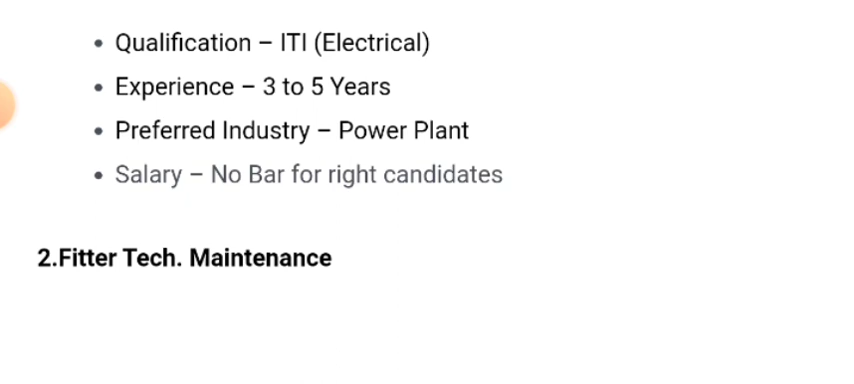 • Qualification – ITI (Electrical)
• Experience – 3 to 5 Years
• Preferred Industry – Power Plant
• Salary – No Bar for right candidates
2.Fitter Tech. Maintenance